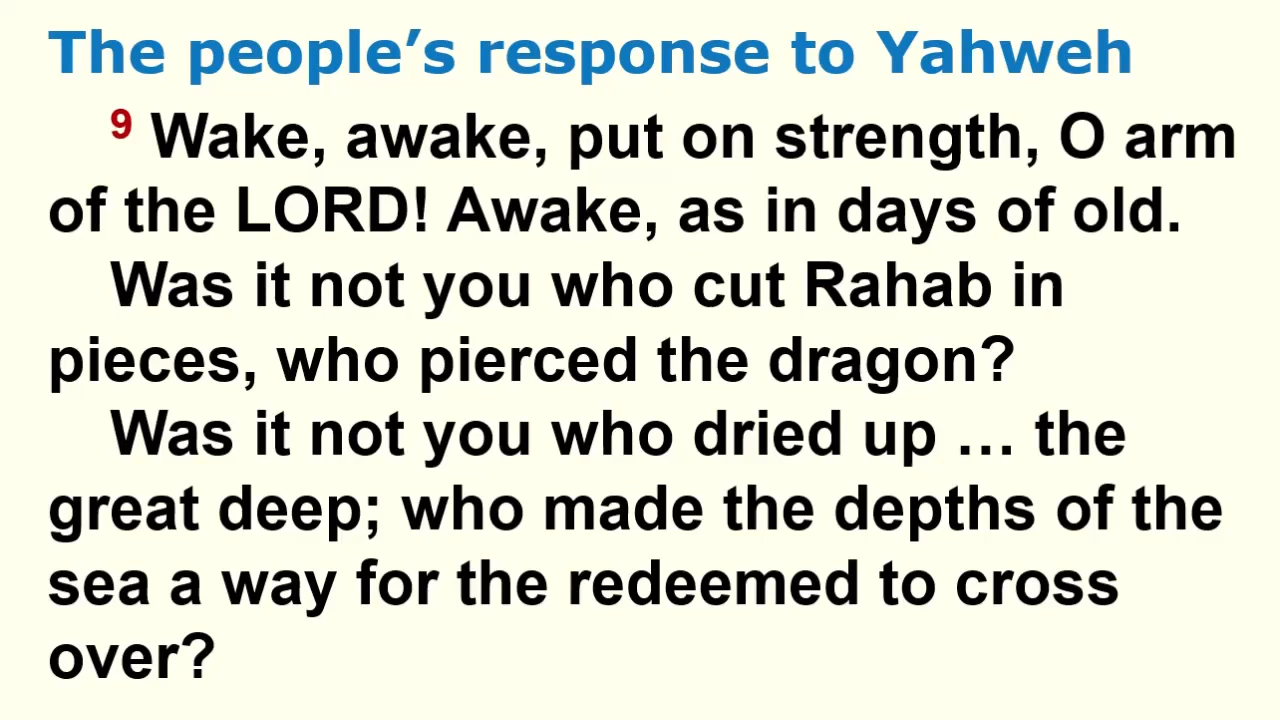 The people’s response to Yahweh
9 Wake, awake, put on strength, O arm
of the LORD! Awake, as in days of old.
Was it not you who cut Rahab in
pieces, who pierced the dragon?
Was it not you who dried up … the
great deep; who made the depths of the
sea a way for the redeemed to cross
over?